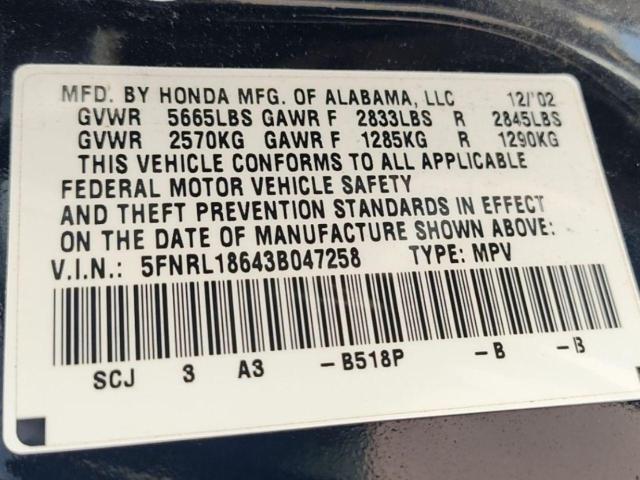 MFD. BY HONDA MFG. OF ALABAMA, LLC 12/'02
GVWR 5665LBS GAWR F 2833LBS R 2845LBS
GVWR 2570KG GAWR F 1285KG R 1290KG
THIS VEHICLE CONFORMS TO ALL APPLICABLE
FEDERAL MOTOR VEHICLE SAFETY
AND THEFT PREVENTION STANDARDS IN EFFECT
ON THE DATE OF MANUFACTURE SHOWN ABOVE:
V.I.N.: 5FNRL18643B047258 TYPE: MPV
SCJ 3 A3 -B518P -B -B